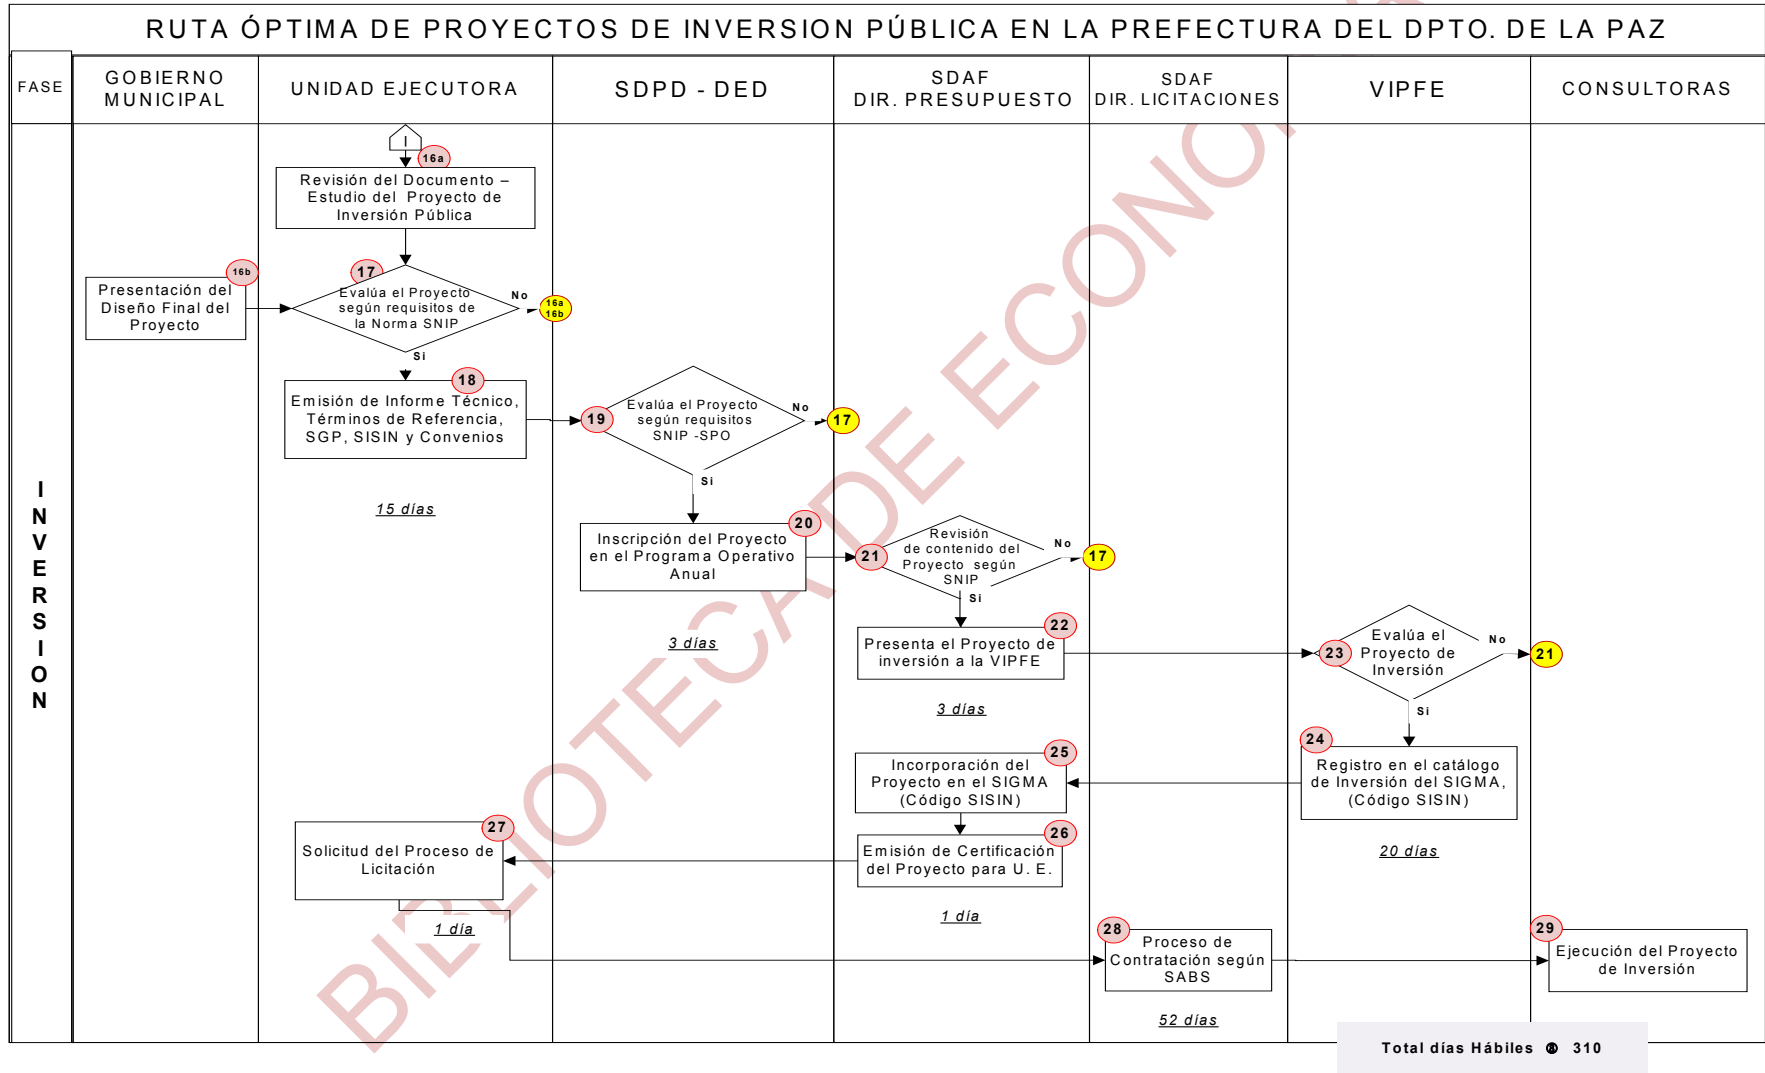 RUTA ÓPTIMA DE PROYECTOS DE INVERSION PÚBLICA EN LA PREFECTURA DEL DPTO. DE LA PAZ
FASE
GOBIERNO
MUNICIPAL
UNIDAD EJECUTORA
SDPD - DED
SDAF
DIR. PRESUPUESTO
SDAF
DIR. LICITACIONES
VIPFE
CONSULTORAS
INVERSION
I
16a
Revisión del Documento –
Estudio del Proyecto de
Inversión Pública
16b
Presentación del
Diseño Final del
Proyecto
17
Evalúa el Proyecto
según requisitos de
la Norma SNIP
No
16a
16b
Si
18
Emisión de Informe Técnico,
Términos de Referencia,
SGP, SISIN y Convenios
15 días
19
Evalúa el Proyecto
según requisitos
SNIP -SPO
No
17
Si
20
Inscripción del Proyecto
en el Programa Operativo
Anual
3 días
21
Revisión
de contenido del
Proyecto según
SNIP
No
17
Si
22
Presenta el Proyecto de
inversión a la VIPFE
3 días
23
Evalúa el
Proyecto de
Inversión
No
21
Si
24
Registro en el catálogo
de Inversión del SIGMA,
(Código SISIN)
20 días
25
Incorporación del
Proyecto en el SIGMA
(Código SISIN)
26
Emisión de Certificación
del Proyecto para U. E.
1 día
27
Solicitud del Proceso de
Licitación
1 día
28
Proceso de
Contratación según
SABS
52 días
29
Ejecución del Proyecto
de Inversión
Total días Hábiles 310
BIBLIOTECA DE ECONO